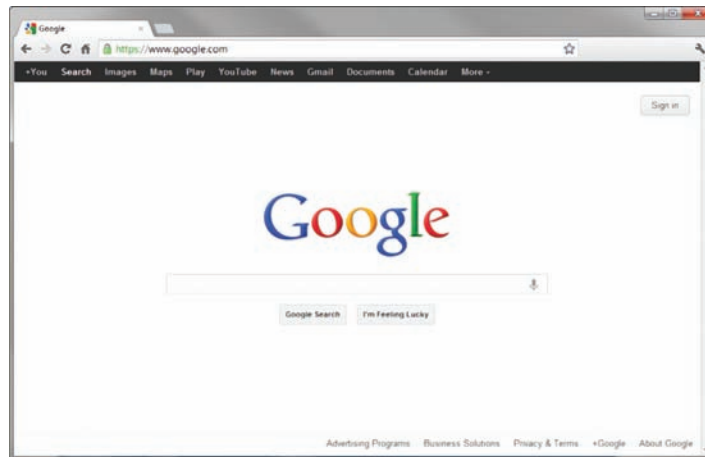 Google
https://www.google.com
+You Search Images Maps Play YouTube News Gmail Documents Calendar More
Sign in
Google
Google Search I'm Feeling Lucky
Advertising Programs Business Solutions Privacy & Terms +Google About Google